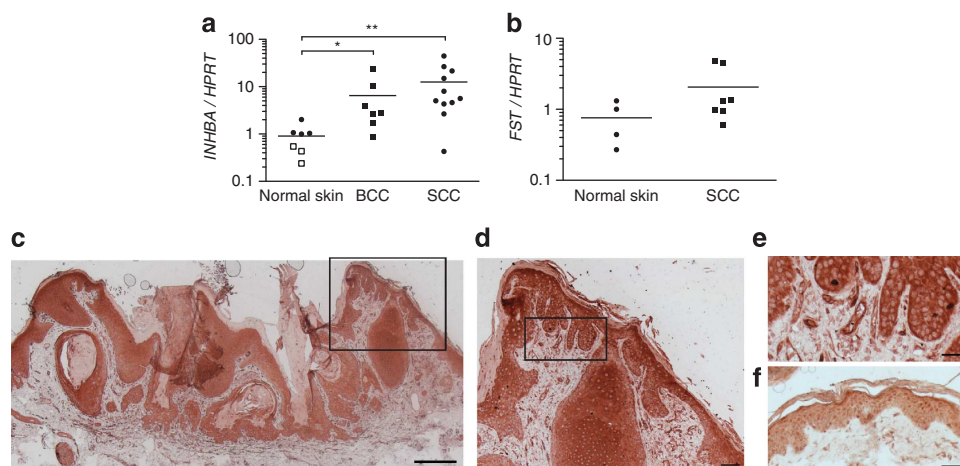 a
**
*
100
10
1
0.1
INHBA / HPRT
Normal skin
BCC
SCC
b
10
1
0.1
FST / HPRT
Normal skin
SCC
c
d
e
f